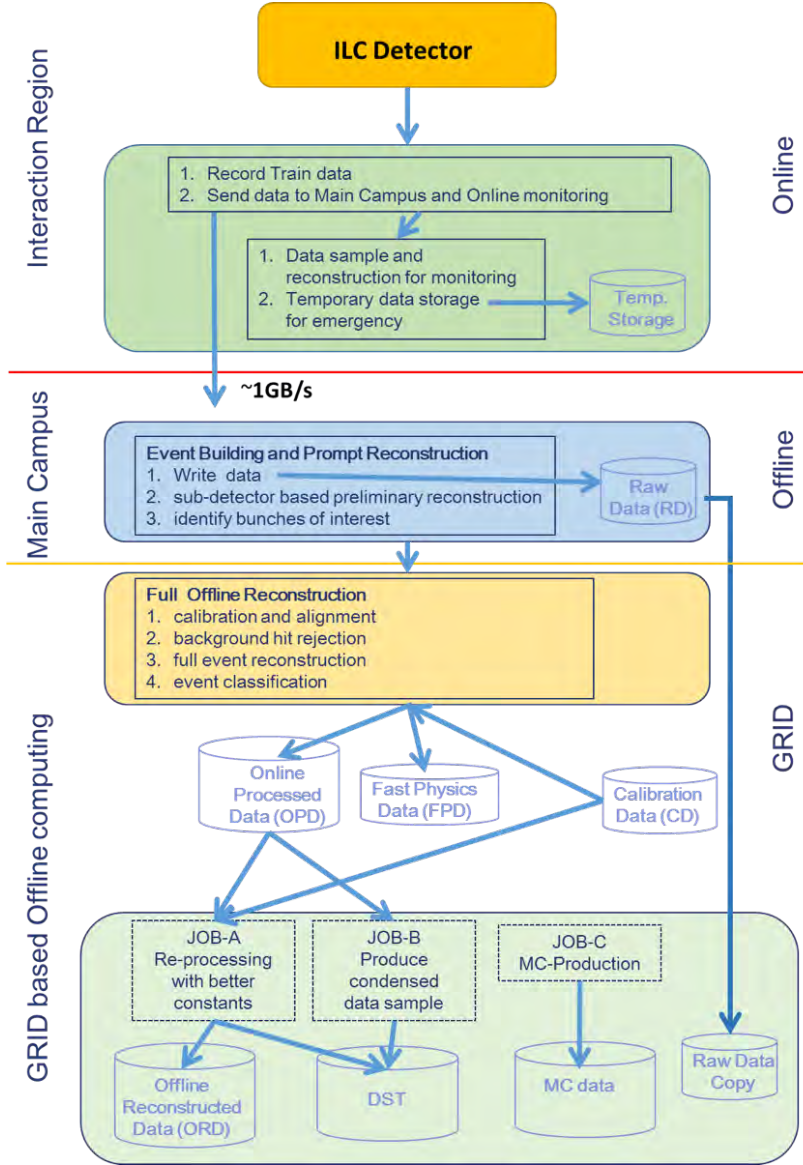 ILC Detector
Interaction Region
Online
1. Record Train data
2. Send data to Main Campus and Online monitoring
1. Data sample and
reconstruction for monitoring
2. Temporary data storage
for emergency
Temp.
Storage
~1GB/s
Main Campus
Offline
Event Building and Prompt Reconstruction
1. Write data
2. sub-detector based preliminary reconstruction
3. identify bunches of interest
Raw
Data (RD)
GRID based Offline computing
GRID
Full Offline Reconstruction
1. calibration and alignment
2. background hit rejection
3. full event reconstruction
4. event classification
Online
Processed
Data (OPD)
Fast Physics
Data (FPD)
Calibration
Data (CD)
JOB-A
Re-processing
with better
constants
JOB-B
Produce
condensed
data sample
JOB-C
MC-Production
Offline
Reconstructed
Data (ORD)
DST
MC data
Raw Data
Copy